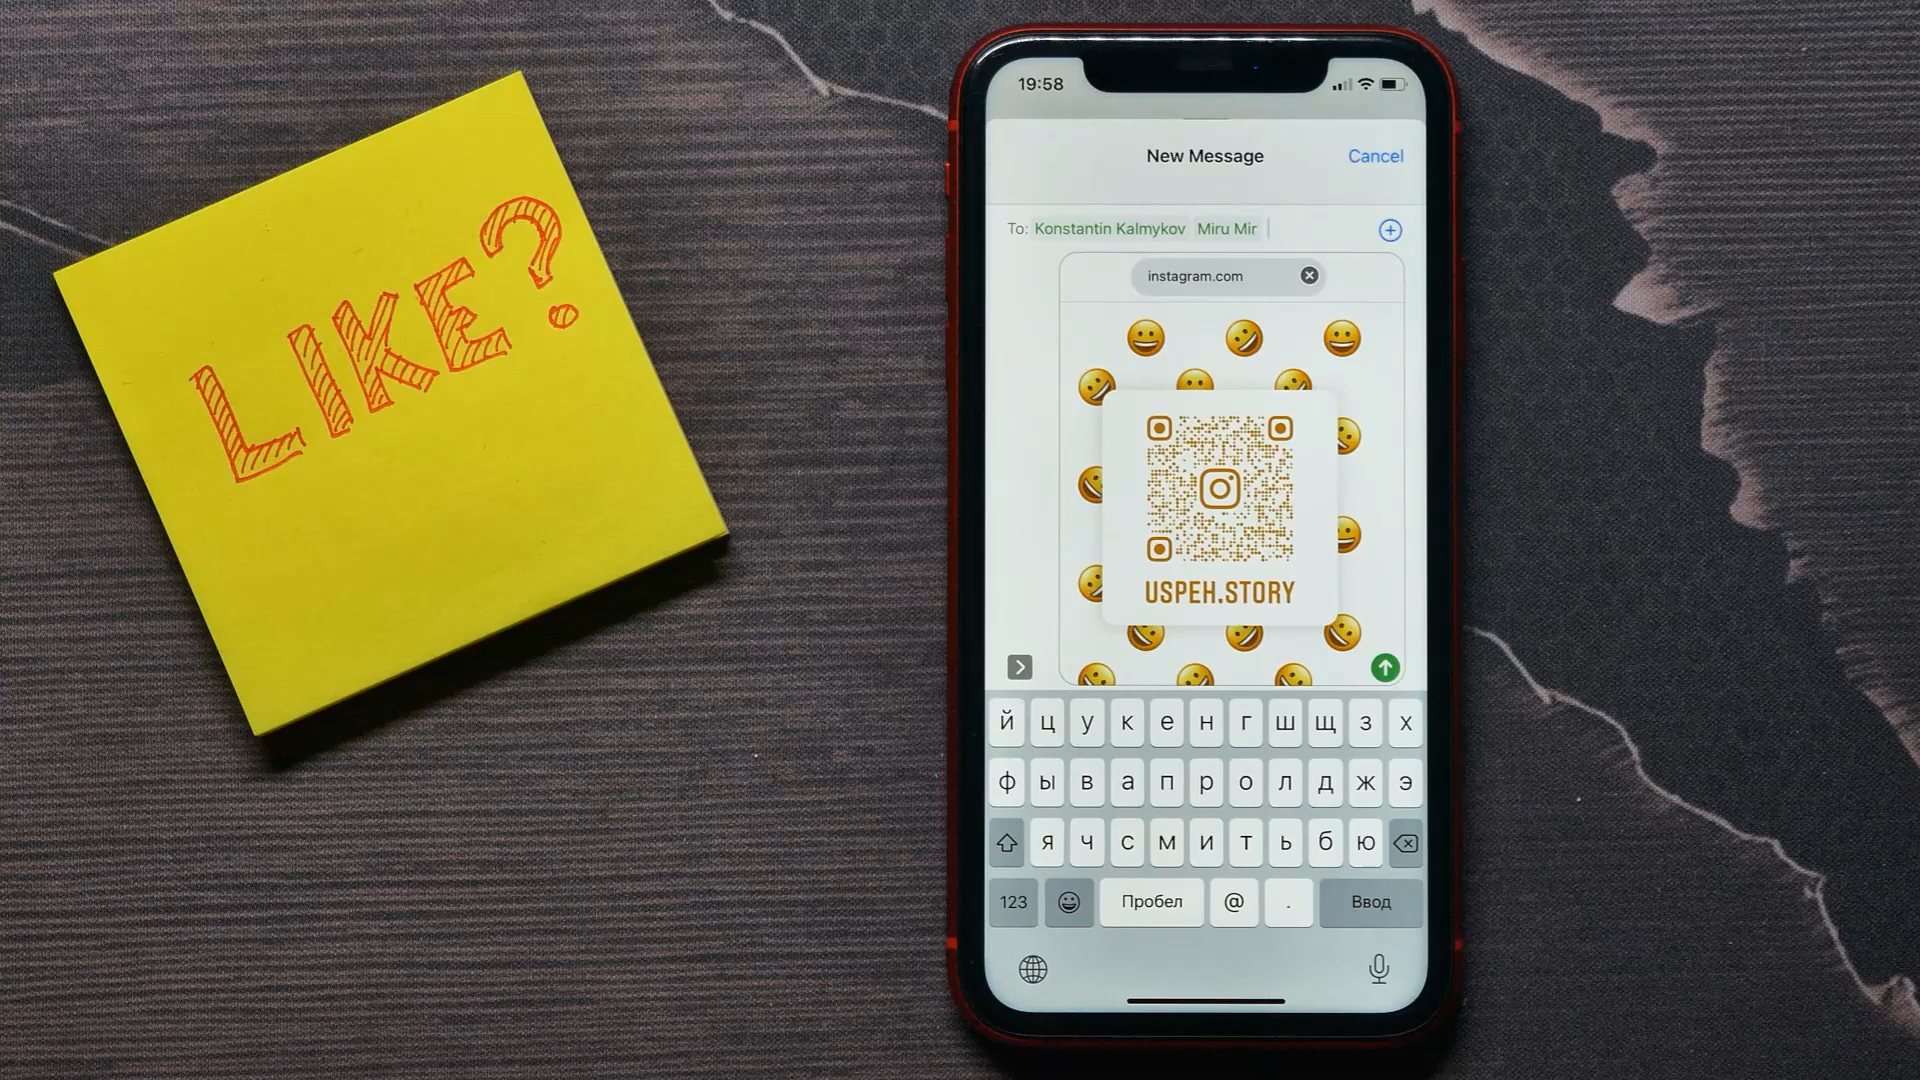 LIKE?
19:58
New Message Cancel
To: Konstantin Kalmykov Miru Mir
instagram.com
USPEH.STORY
й ц у к е н г ш щ з х
ф ы в а п р о л д ж э
я ч с м и т ь б ю
123 Пробел @ . Ввод